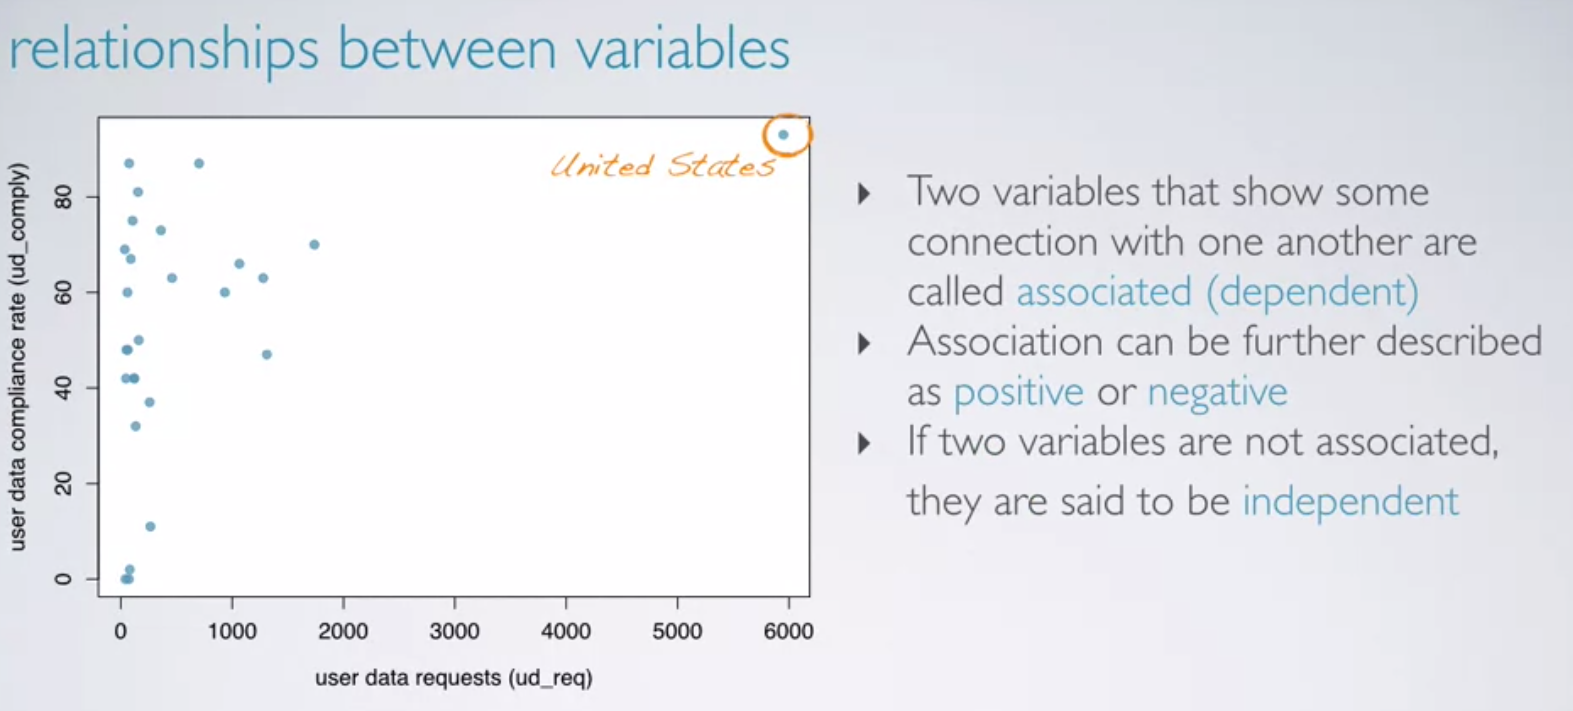 relationships between variables
United States
user data compliance rate (ud_comply)
80
60
40
20
0
0 1000 2000 3000 4000 5000 6000
user data requests (ud_req)
Two variables that show some
connection with one another are
called associated (dependent)
Association can be further described
as positive or negative
If two variables are not associated,
they are said to be independent